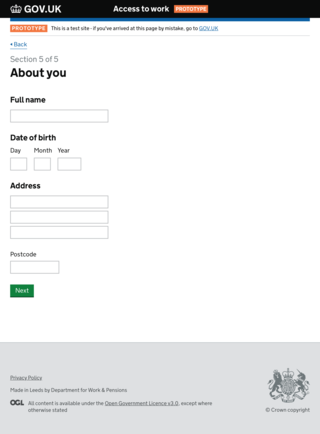 GOV.UK
Access to work PROTOTYPE
PROTOTYPE This is a test site - if you've arrived at this page by mistake, go to GOV.UK
Back
Section 5 of 5
About you
Full name
Date of birth
Day Month Year
Address
Postcode
Next
Privacy Policy
Made in Leeds by Department for Work & Pensions
OGL All content is available under the Open Government Licence v3.0, except where
otherwise stated
© Crown copyright